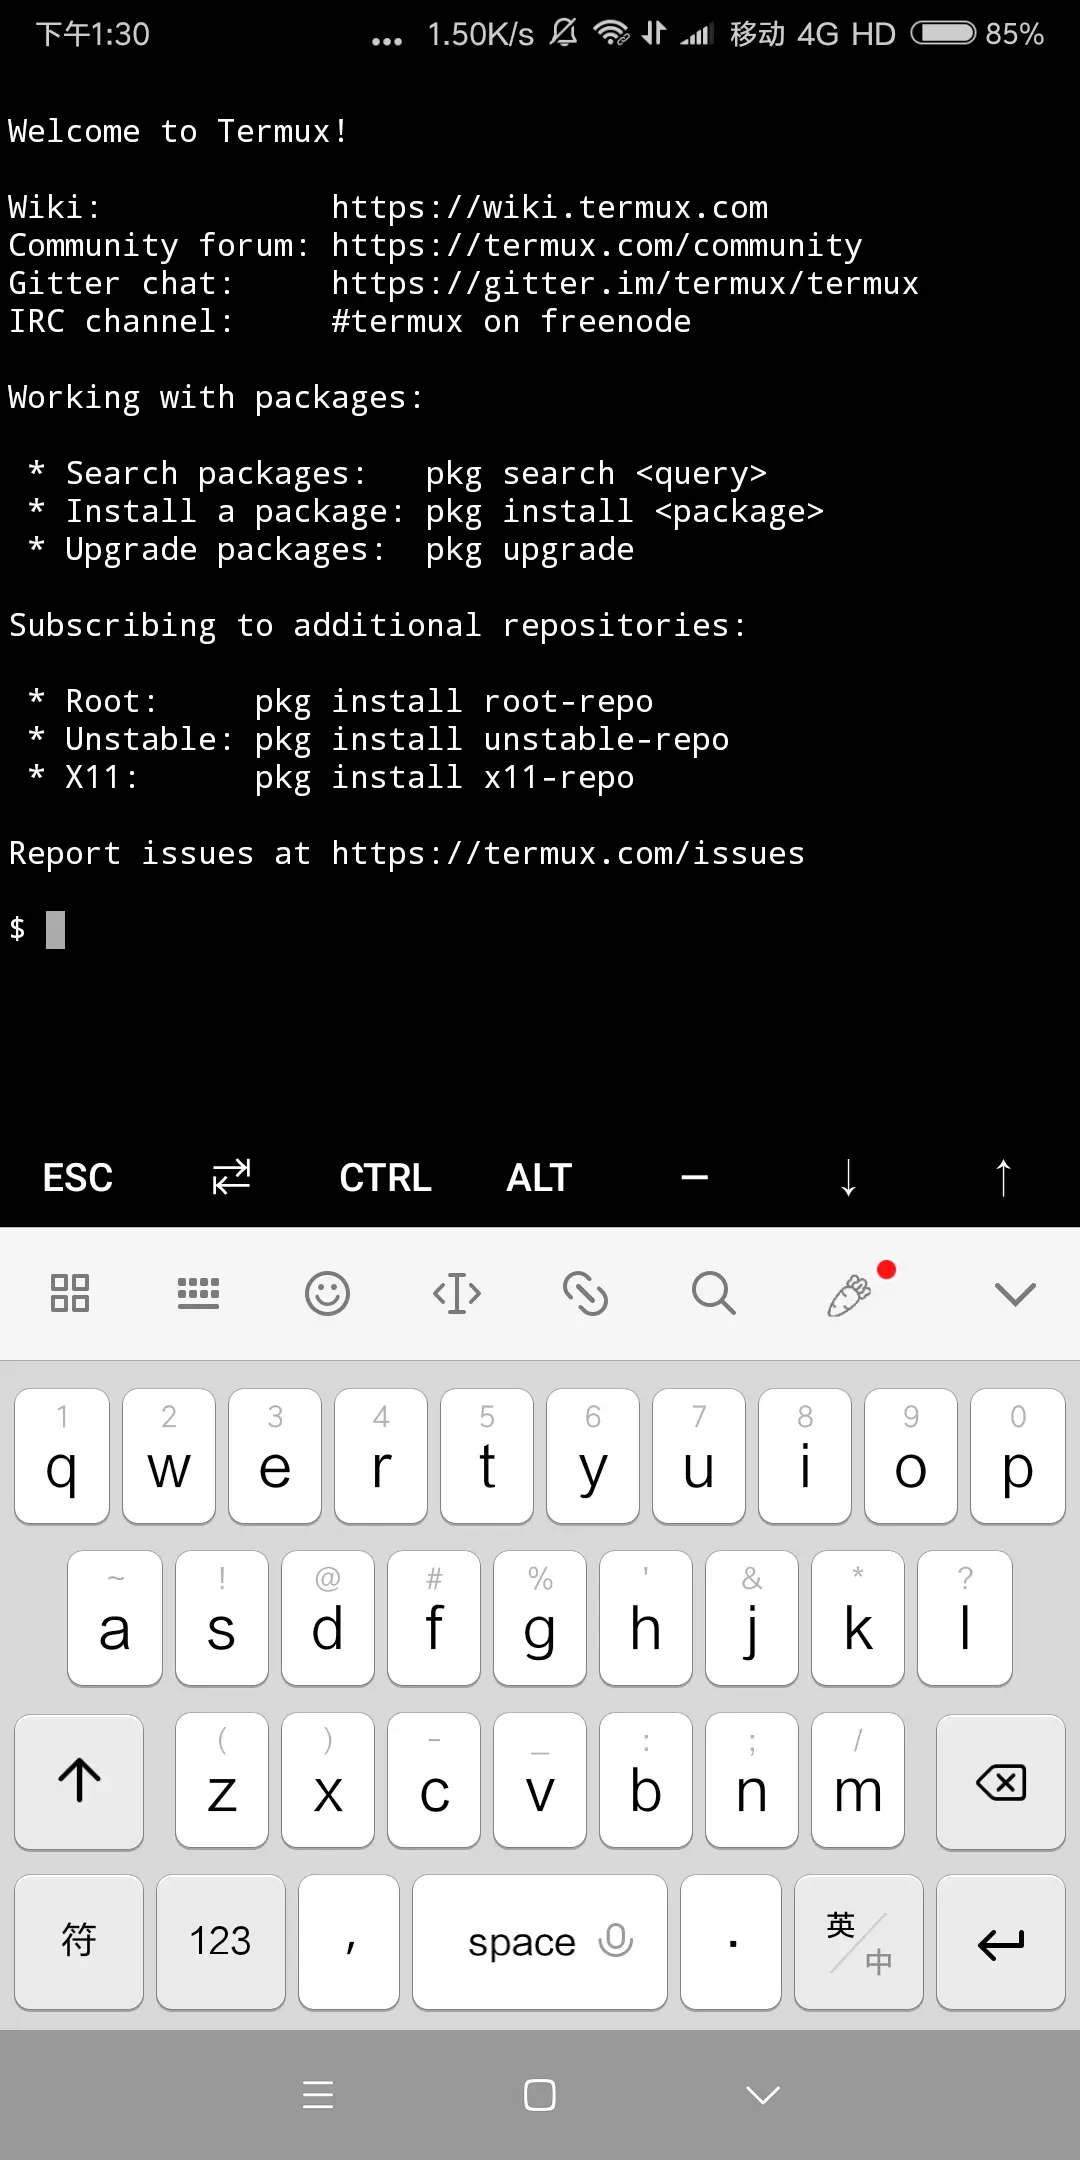 下午1:30 ... 1.50K/s 移动 4G HD 85%
Welcome to Termux!
Wiki: https://wiki.termux.com
Community forum: https://termux.com/community
Gitter chat: https://gitter.im/termux/termux
IRC channel: #termux on freenode
Working with packages:
* Search packages: pkg search <query>
* Install a package: pkg install <package>
* Upgrade packages: pkg upgrade
Subscribing to additional repositories:
* Root: pkg install root-repo
* Unstable: pkg install unstable-repo
* X11: pkg install x11-repo
Report issues at https://termux.com/issues
$
ESC CTRL ALT — ↓ ↑
1 2 3 4 5 6 7 8 9 0
q w e r t y u i o p
~ ! @ # % ' & * ?
a s d f g h j k l
( ) - _ : ; /
z x c v b n m
符 123 , space . 英 中